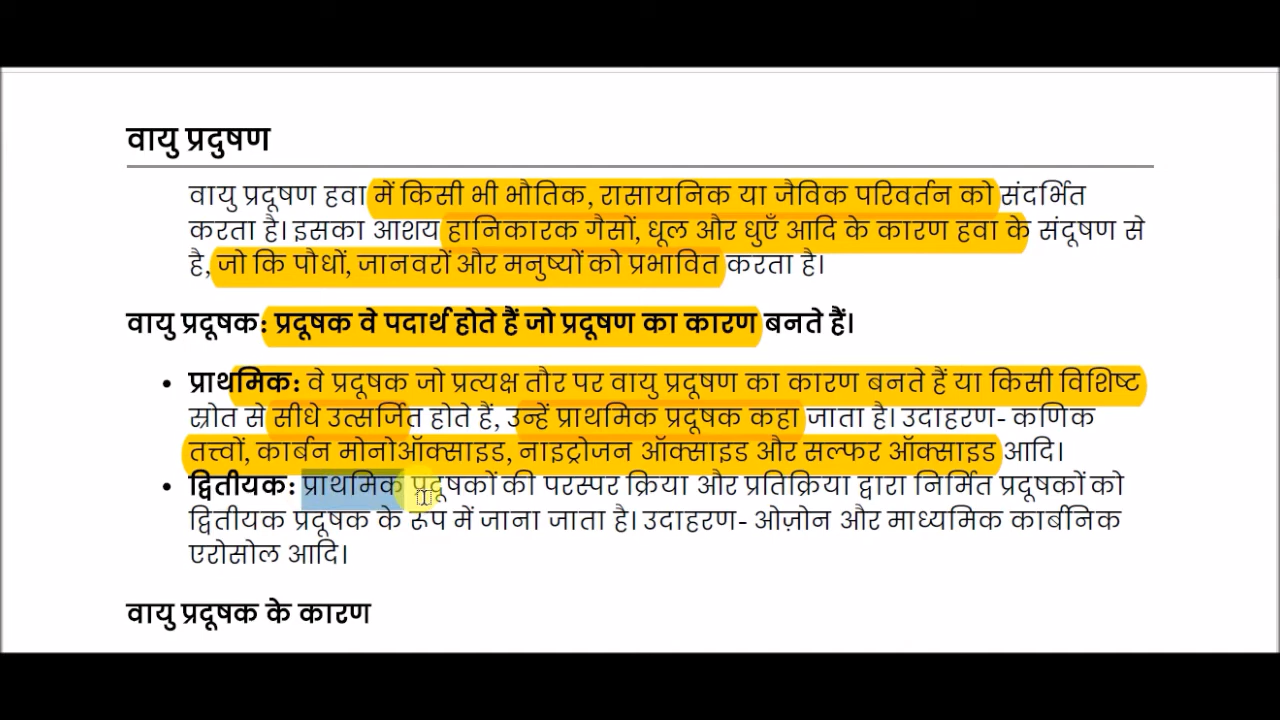 वायु प्रदुषण
वायु प्रदूषण हवा में किसी भी भौतिक, रासायनिक या जैविक परिवर्तन को संदर्भित
करता है। इसका आशय हानिकारक गैसों, धूल और धुएँ आदि के कारण हवा के संदूषण से
है, जो कि पौधों, जानवरों और मनुष्यों को प्रभावित करता है।
वायु प्रदूषक: प्रदूषक वे पदार्थ होते हैं जो प्रदूषण का कारण बनते हैं।
• प्राथमिक: वे प्रदूषक जो प्रत्यक्ष तौर पर वायु प्रदूषण का कारण बनते हैं या किसी विशिष्ट
स्रोत से सीधे उत्सर्जित होते हैं, उन्हें प्राथमिक प्रदूषक कहा जाता है। उदाहरण- कणिक
तत्त्वों, कार्बन मोनोऑक्साइड, नाइट्रोजन ऑक्साइड और सल्फर ऑक्साइड आदि।
• द्वितीयक: प्राथमिक प्रदूषकों की परस्पर क्रिया और प्रतिक्रिया द्वारा निर्मित प्रदूषकों को
द्वितीयक प्रदूषक के रूप में जाना जाता है। उदाहरण- ओज़ोन और माध्यमिक कार्बनिक
एरोसोल आदि।
वायु प्रदूषक के कारण